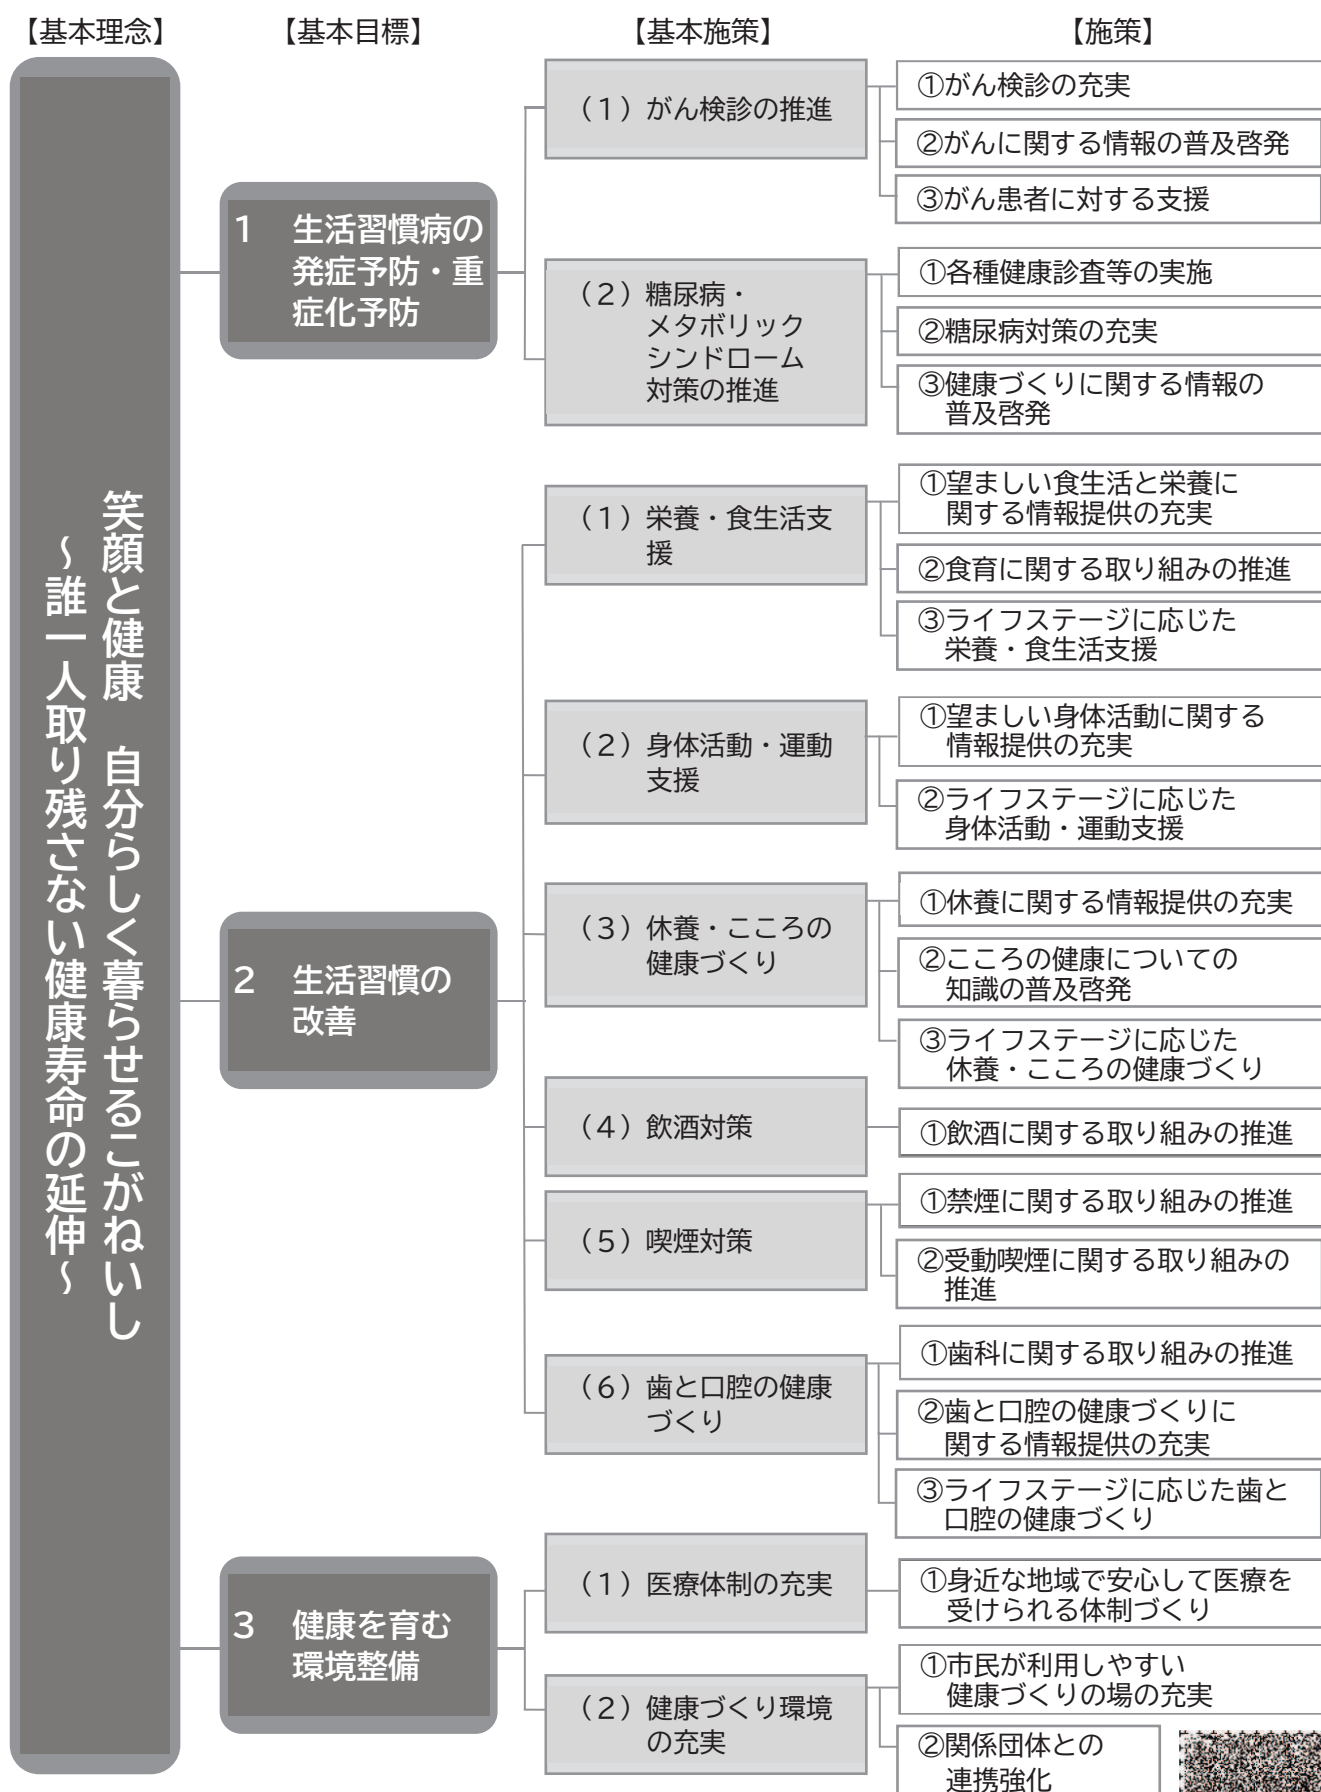 【基本理念】
【基本目標】
【基本施策】
【施策】
笑顔と健康　自分らしく暮らせるこがねいし
～誰一人取り残さない健康寿命の延伸～
1　生活習慣病の
発症予防・重
症化予防
（1）がん検診の推進
①がん検診の充実
②がんに関する情報の普及啓発
③がん患者に対する支援
（2）糖尿病・
メタボリック
シンドローム
対策の推進
①各種健康診査等の実施
②糖尿病対策の充実
③健康づくりに関する情報の
普及啓発
2　生活習慣の
改善
（1）栄養・食生活支
援
①望ましい食生活と栄養に
関する情報提供の充実
②食育に関する取り組みの推進
③ライフステージに応じた
栄養・食生活支援
（2）身体活動・運動
支援
①望ましい身体活動に関する
情報提供の充実
②ライフステージに応じた
身体活動・運動支援
（3）休養・こころの
健康づくり
①休養に関する情報提供の充実
②こころの健康についての
知識の普及啓発
③ライフステージに応じた
休養・こころの健康づくり
（4）飲酒対策
①飲酒に関する取り組みの推進
（5）喫煙対策
①禁煙に関する取り組みの推進
②受動喫煙に関する取り組みの
推進
（6）歯と口腔の健康
づくり
①歯科に関する取り組みの推進
②歯と口腔の健康づくりに
関する情報提供の充実
③ライフステージに応じた歯と
口腔の健康づくり
3　健康を育む
環境整備
（1）医療体制の充実
①身近な地域で安心して医療を
受けられる体制づくり
（2）健康づくり環境
の充実
①市民が利用しやすい
健康づくりの場の充実
②関係団体との
連携強化